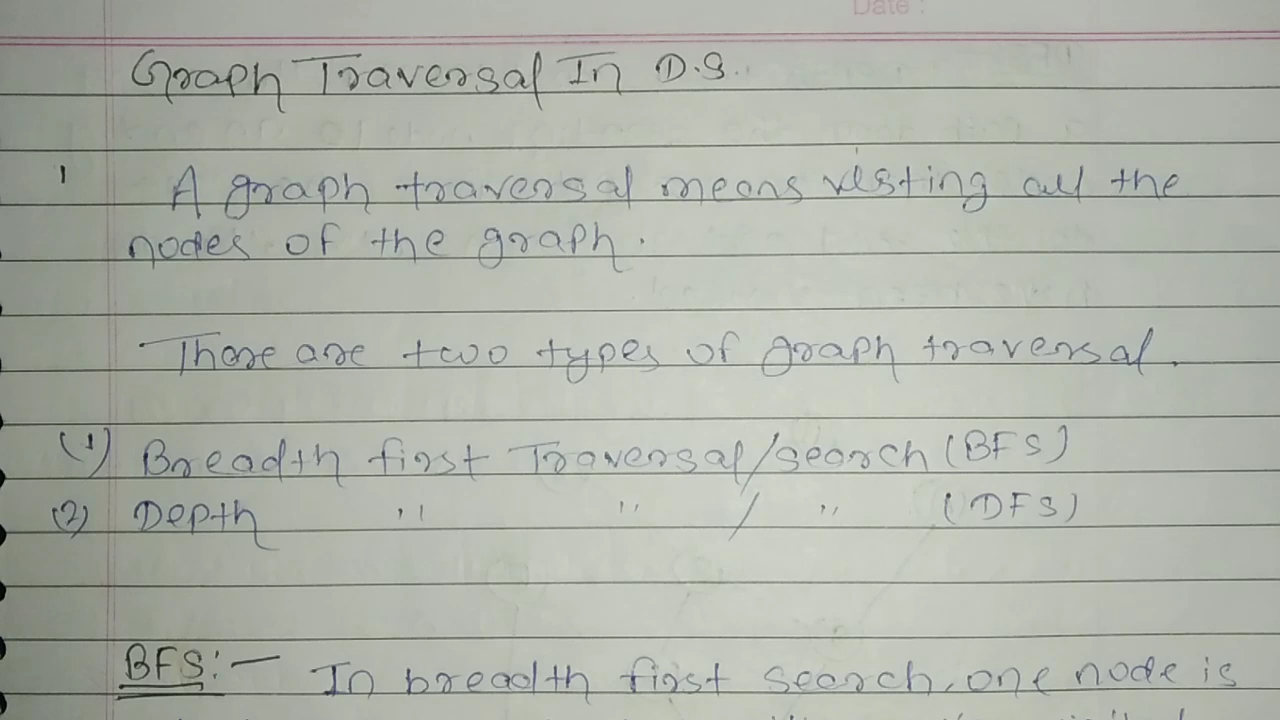 Date :
Graph Traversal In D.S.
1 A graph traversal means visting all the
nodes of the graph.
There are two types of graph traversal.
(1) Breadth first Traversal/search (BFS)
(2) Depth " " / " (DFS)
BFS:- In breadth first search, one node is